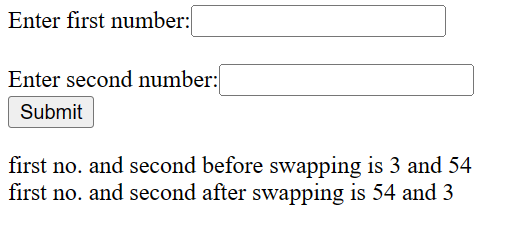 Enter first number:
Enter second number:
Submit
first no. and second before swapping is 3 and 54
first no. and second after swapping is 54 and 3